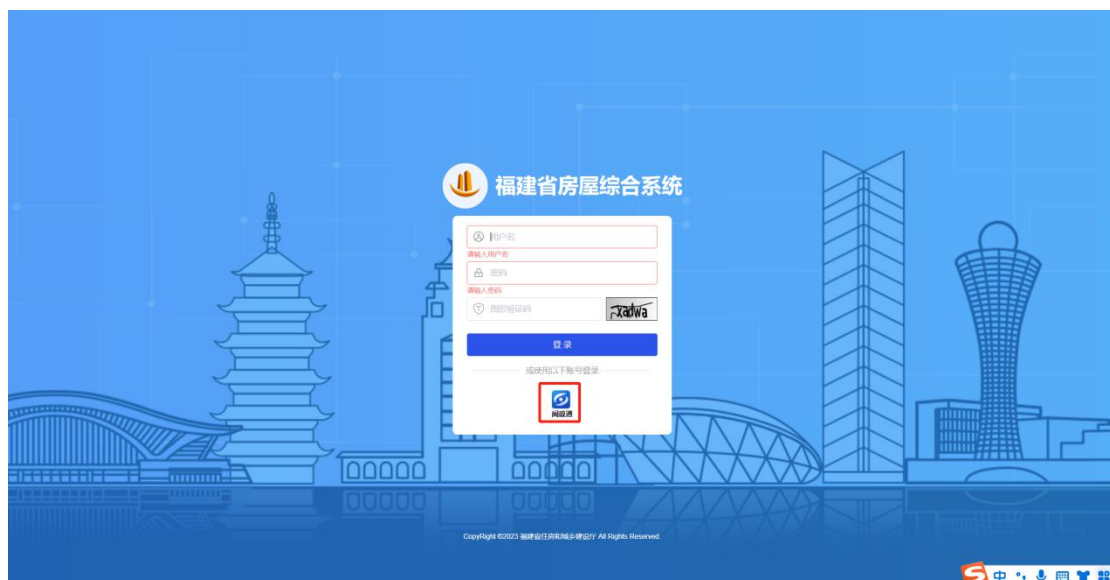 福建省房屋综合系统
用户名
请输入用户名
密码
请输入密码
图形验证码
登录
或使用以下账号登录
闽政通
CopyRight ©2023 福建省住房和城乡建设厅 All Rights Reserved.
中